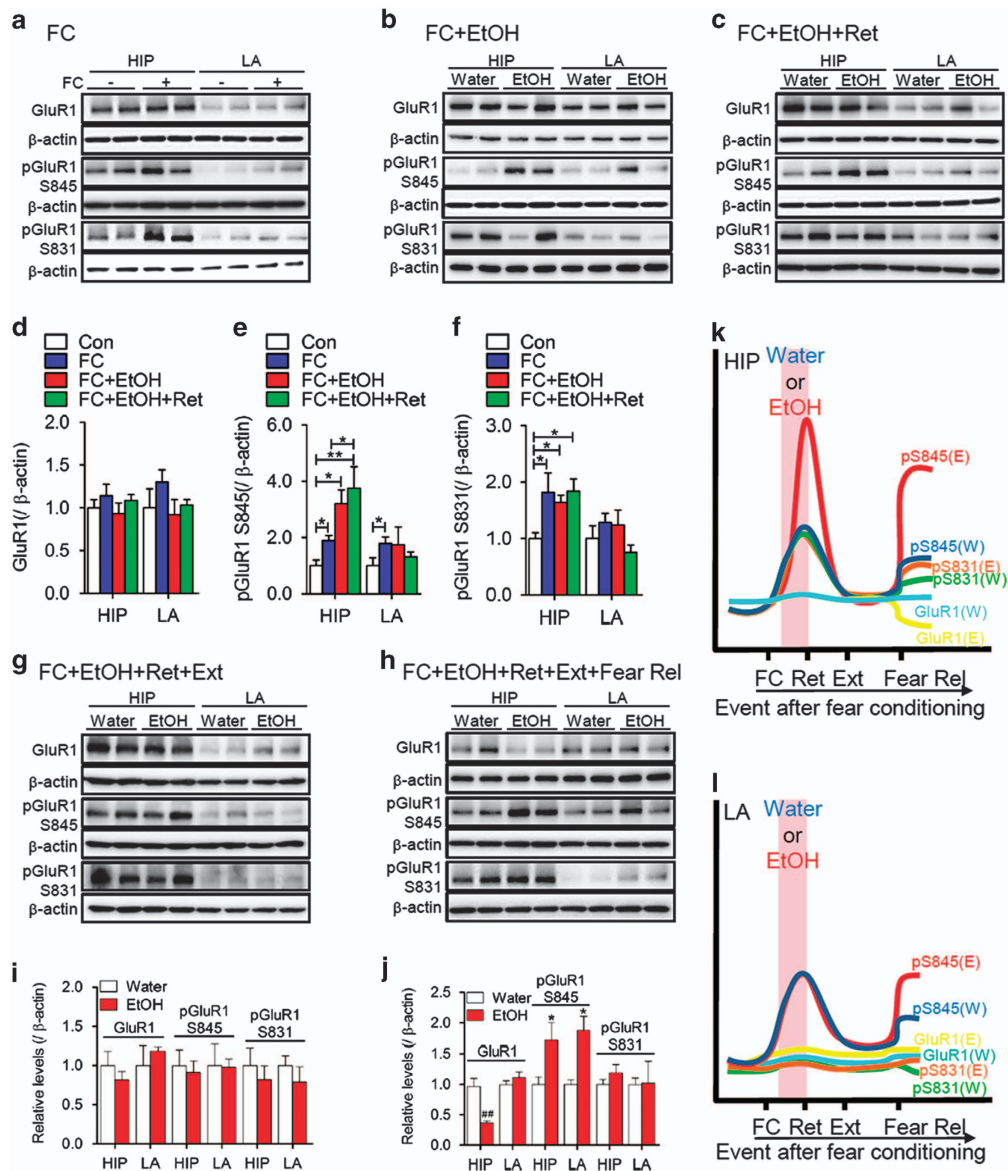 a FC
HIP LA
FC - + - +
GluR1
β-actin
pGluR1
S845
β-actin
pGluR1
S831
β-actin
b FC+EtOH
HIP LA
Water EtOH Water EtOH
GluR1
β-actin
pGluR1
S845
β-actin
pGluR1
S831
β-actin
c FC+EtOH+Ret
HIP LA
Water EtOH Water EtOH
GluR1
β-actin
pGluR1
S845
β-actin
pGluR1
S831
β-actin
d
Con
FC
FC+EtOH
FC+EtOH+Ret
GluR1(/ β-actin)
2.0
1.5
1.0
0.5
0.0
HIP LA
e
Con
FC
FC+EtOH
FC+EtOH+Ret
pGluR1 S845(/ β-actin)
6.0
4.0
2.0
0.0
*
**
*
*
*
HIP LA
f
Con
FC
FC+EtOH
FC+EtOH+Ret
pGluR1 S831(/ β-actin)
3.0
2.0
1.0
0.0
*
*
*
HIP LA
g FC+EtOH+Ret+Ext
HIP LA
Water EtOH Water EtOH
GluR1
β-actin
pGluR1
S845
β-actin
pGluR1
S831
β-actin
h FC+EtOH+Ret+Ext+Fear Rel
HIP LA
Water EtOH Water EtOH
GluR1
β-actin
pGluR1
S845
β-actin
pGluR1
S831
β-actin
i
Relative levels (/ β-actin)
2.0
1.5
1.0
0.5
0.0
Water
EtOH
GluR1
pGluR1
S845
pGluR1
S831
HIP LA HIP LA HIP LA
j
Relative levels (/ β-actin)
2.5
2.0
1.5
1.0
0.5
0.0
Water
EtOH
GluR1
pGluR1
S845
pGluR1
S831
##
* *
HIP LA HIP LA HIP LA
k
HIP
Water
or
EtOH
pS845(E)
pS845(W)
pS831(E)
pS831(W)
GluR1(W)
GluR1(E)
FC Ret Ext Fear Rel
Event after fear conditioning
l
LA
Water
or
EtOH
pS845(E)
pS845(W)
GluR1(E)
GluR1(W)
pS831(E)
pS831(W)
FC Ret Ext Fear Rel
Event after fear conditioning